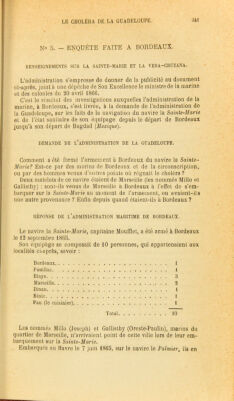 LE CHOLÉRA DE LA GUADELOUPE. 341
N° 5. — ENQUÊTE FAITE A BORDEAUX.
RENSEIGNEMENTS SUR LA SAINTE-MARIE ET LA VERA-CRUZANA.
L'administration s'empresse de donner de la publicité au document
ci-après, joint à une dépêche de Son Excellence le ministre de la marine
et des colonies du 20 avril 1866.
C'est le résultat des investigations auxquelles l'administration de la
marine, à Bordeaux, s'est livrée, à la demande de l'administration de
la Guadeloupe, sur les faits de la navigation du navire la Sainte-Marie
et de l'état sanitaire de son équipage depuis le départ de Bordeaux
jusqu'à son départ de Bagdad (Mexique).
DEMANDE DE L'ADMINISTRATION DE LA GUADELOUPE.
Comment a été formé l'armement à Bordeaux du navire la Sainte-
Marie? Est-ce par des marins de Bordeaux et de la circonscription,
ou par des hommes venus d'autres points où régnait le choléra?
Deux matelots de ce navire étaient de Marseille (les nommés Millo et
Gallisthy) : sont-ils venus de Marseille à Bordeaux à l'effet de s'em-
barquer sur la Sainte-Marie au moment de l'armement, ou avaient-ils
une autre provenance? Enfin depuis quand étaient-ils à Bordeaux?
RÉPONSE DE L'ADMINISTRATION MARITIME DE BORDEAUX.
Le navire la Sainte-Marie, capitaine Moufflet, a été armé à Bordeaux
le 12 septembre 1865.
Son équipage se composait de 10 personnes, qui appartenaient aux
localités ci-après, savoir :
Bordeaux 1
Pauillac 1
Blaye 3
Marseille 2
Dinan 1
1
Pau (le mousse) 1
Total 10
Les nommés Millo (Joseph) et Gallisthy (Oreste-Paulin), marins du
quartier de Marseille, n'arrivaient point de cette ville lors de leur em-
barquement sur la Sainte-Marie.
Embarqués au Havre le 7 juin 1865, sur le navire le Palmier, ils en